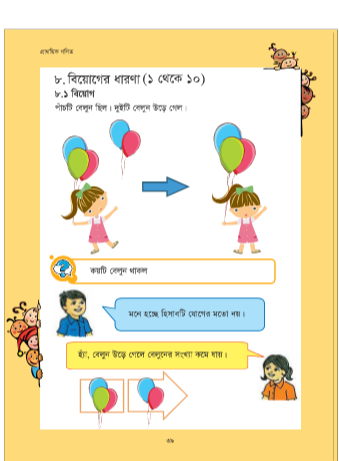 প্রাথমিক গণিত
৮. বিয়োগের ধারণা (১ থেকে ১০)
৮.১ বিয়োগ
পাঁচটি বেলুন ছিল। দুইটি বেলুন উড়ে গেল।
কয়টি বেলুন থাকল
মনে হচ্ছে হিসাবটি যোগের মতো নয়।
হ্যাঁ, বেলুন উড়ে গেলে বেলুনের সংখ্যা কমে যায়।
৩৯